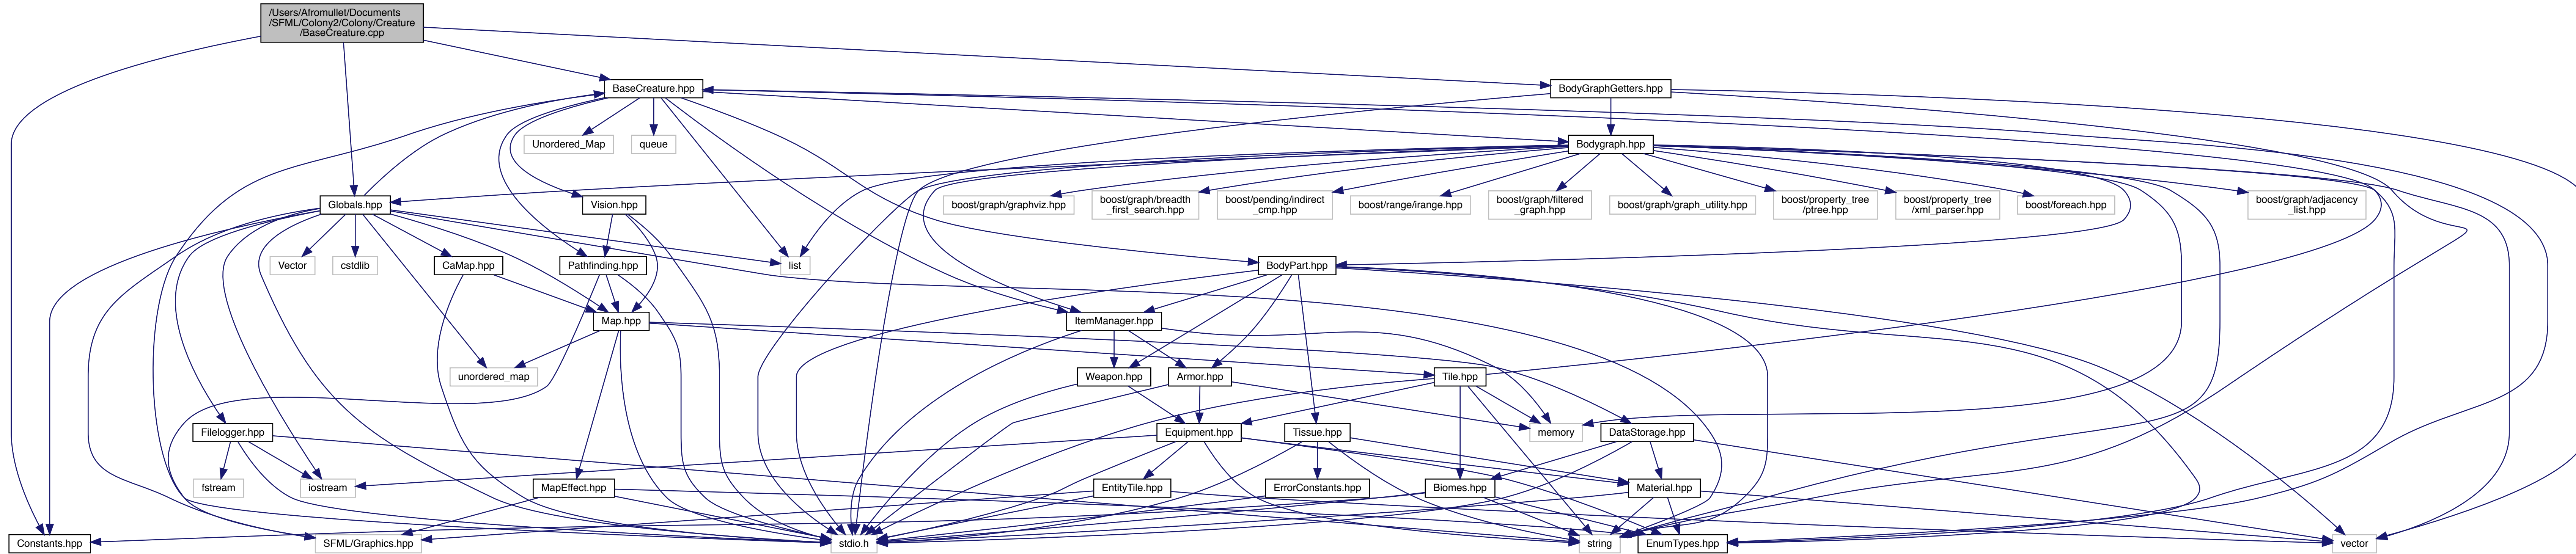 /Users/Afromullet/Documents
/SFML/Colony2/Colony/Creature
/BaseCreature.cpp
BaseCreature.hpp
BodyGraphGetters.hpp
Unordered_Map
queue
Bodygraph.hpp
Globals.hpp
Vision.hpp
boost/graph/graphviz.hpp
boost/graph/breadth
_first_search.hpp
boost/pending/indirect
_cmp.hpp
boost/range/irange.hpp
boost/graph/filtered
_graph.hpp
boost/graph/graph_utility.hpp
boost/property_tree
/ptree.hpp
boost/property_tree
/xml_parser.hpp
boost/foreach.hpp
boost/graph/adjacency
_list.hpp
Vector
cstdlib
CaMap.hpp
Pathfinding.hpp
list
BodyPart.hpp
Map.hpp
ItemManager.hpp
unordered_map
Weapon.hpp
Armor.hpp
Tile.hpp
Filelogger.hpp
Equipment.hpp
Tissue.hpp
memory
DataStorage.hpp
fstream
iostream
MapEffect.hpp
EntityTile.hpp
ErrorConstants.hpp
Biomes.hpp
Material.hpp
Constants.hpp
SFML/Graphics.hpp
stdio.h
string
EnumTypes.hpp
vector